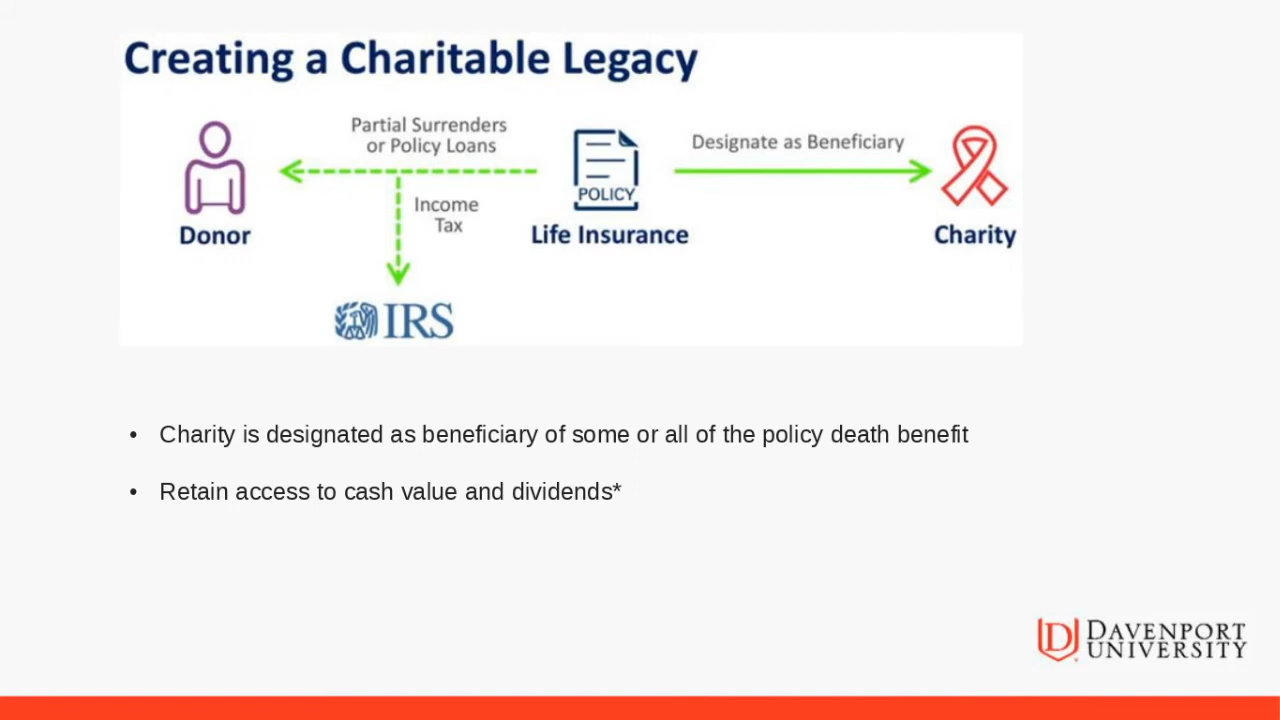 Creating a Charitable Legacy
Partial Surrenders
or Policy Loans
Designate as Beneficiary
POLICY
Income
Tax
Donor
Life Insurance
Charity
IRS
• Charity is designated as beneficiary of some or all of the policy death benefit
• Retain access to cash value and dividends*
D
DAVENPORT
UNIVERSITY